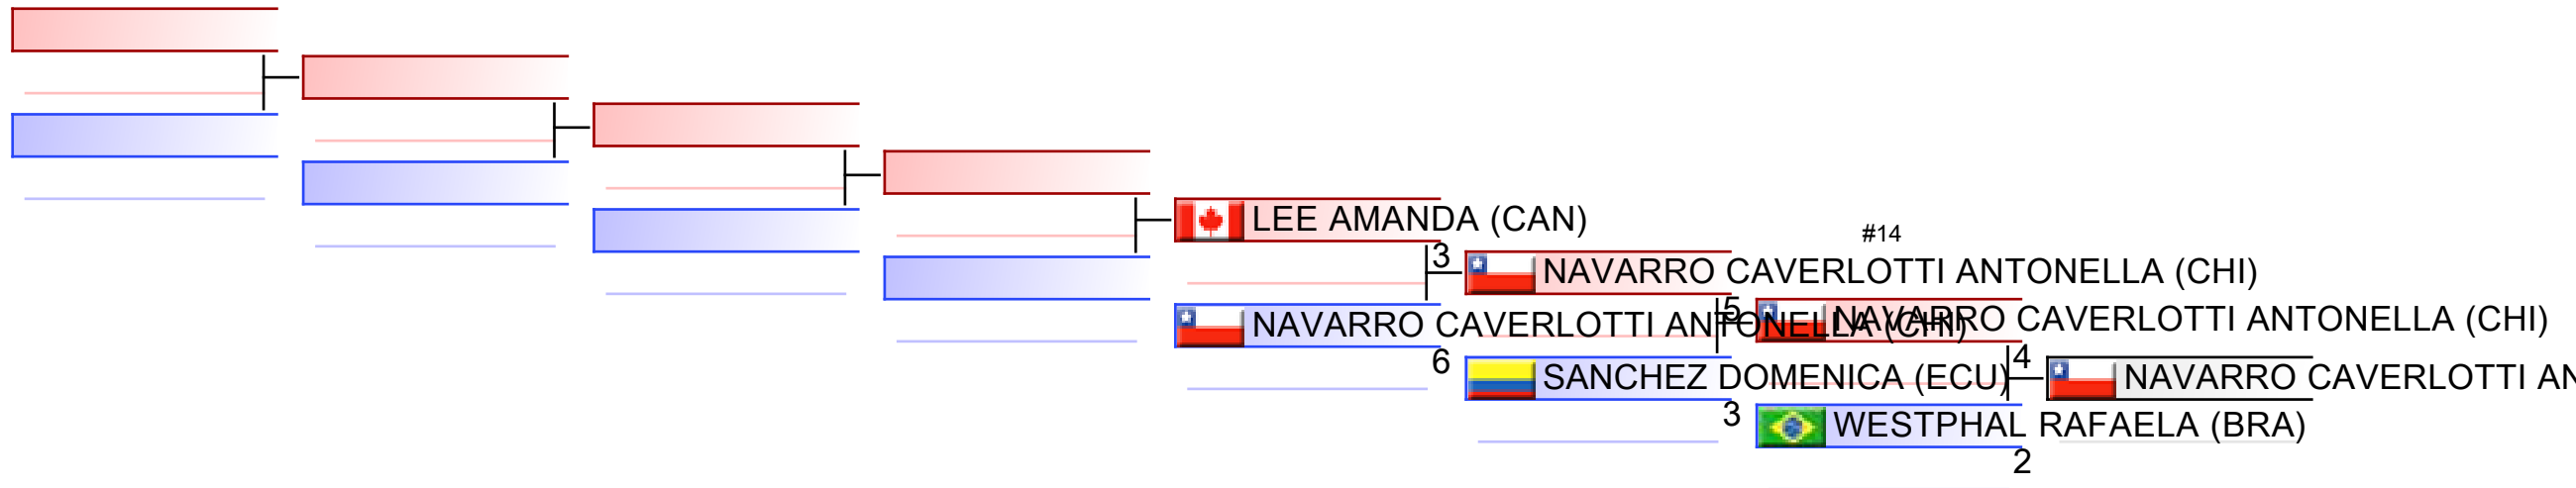 LEE AMANDA (CAN)
#14
3
NAVARRO CAVERLOTTI ANTONELLA (CHI)
NAVARRO CAVERLOTTI ANTONELLA (CHI)
5
NAVARRO CAVERLOTTI ANTONELLA (CHI)
6
SANCHEZ DOMENICA (ECU)
4
NAVARRO CAVERLOTTI AN
3
WESTPHAL RAFAELA (BRA)
2